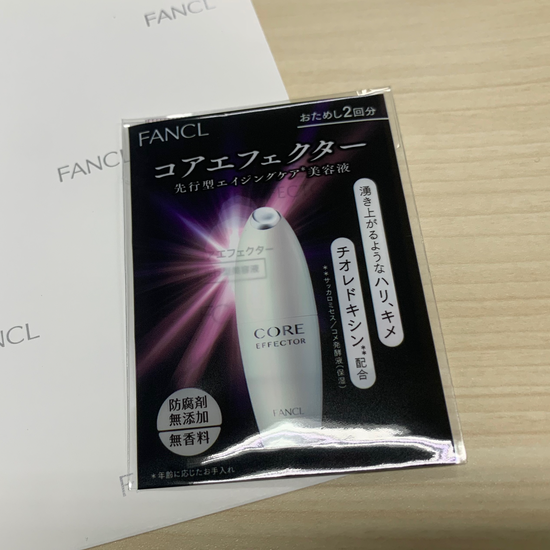 FANCL
FANCL
FANCL
FANCL
おためし2回分
コアエフェクター
先行型エイジングケア*美容液
湧き上がるようなハリ、キメ
チオレドキシン**配合
**サッカロミセス/コメ発酵液(保湿)
エフェクター
CORE
EFFECTOR
FANCL
防腐剤
無添加
無香料
*年齢に応じたお手入れ